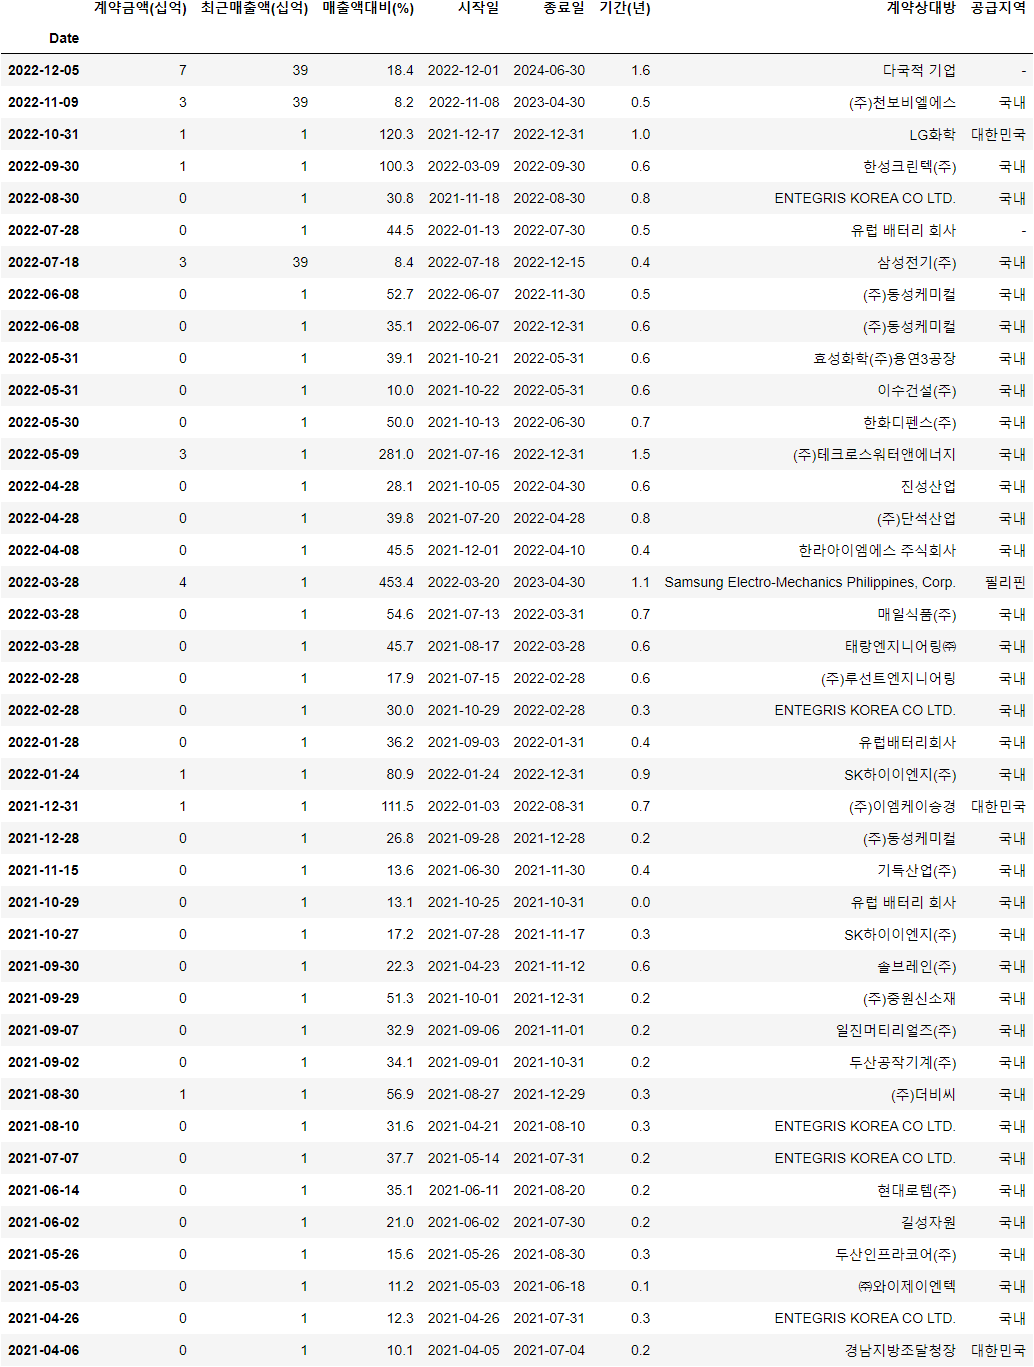 계약금액(십억) 최근매출액(십억) 매출액대비(%) 시작일 종료일 기간(년) 계약상대방 공급지역
Date
2022-12-05 7 39 18.4 2022-12-01 2024-06-30 1.6 다국적 기업 -
2022-11-09 3 39 8.2 2022-11-08 2023-04-30 0.5 (주)천보비엘에스 국내
2022-10-31 1 1 120.3 2021-12-17 2022-12-31 1.0 LG화학 대한민국
2022-09-30 1 1 100.3 2022-03-09 2022-09-30 0.6 한성크린텍(주) 국내
2022-08-30 0 1 30.8 2021-11-18 2022-08-30 0.8 ENTEGRIS KOREA CO LTD. 국내
2022-07-28 0 1 44.5 2022-01-13 2022-07-30 0.5 유럽 배터리 회사 -
2022-07-18 3 39 8.4 2022-07-18 2022-12-15 0.4 삼성전기(주) 국내
2022-06-08 0 1 52.7 2022-06-07 2022-11-30 0.5 (주)동성케미컬 국내
2022-06-08 0 1 35.1 2022-06-07 2022-12-31 0.6 (주)동성케미컬 국내
2022-05-31 0 1 39.1 2021-10-21 2022-05-31 0.6 효성화학(주)용연3공장 국내
2022-05-31 0 1 10.0 2021-10-22 2022-05-31 0.6 이수건설(주) 국내
2022-05-30 0 1 50.0 2021-10-13 2022-06-30 0.7 한화디펜스(주) 국내
2022-05-09 3 1 281.0 2021-07-16 2022-12-31 1.5 (주)테크로스워터앤에너지 국내
2022-04-28 0 1 28.1 2021-10-05 2022-04-30 0.6 진성산업 국내
2022-04-28 0 1 39.8 2021-07-20 2022-04-28 0.8 (주)단석산업 국내
2022-04-08 0 1 45.5 2021-12-01 2022-04-10 0.4 한라아이엠에스 주식회사 국내
2022-03-28 4 1 453.4 2022-03-20 2023-04-30 1.1 Samsung Electro-Mechanics Philippines, Corp. 필리핀
2022-03-28 0 1 54.6 2021-07-13 2022-03-31 0.7 매일식품(주) 국내
2022-03-28 0 1 45.7 2021-08-17 2022-03-28 0.6 태랑엔지니어링㈜ 국내
2022-02-28 0 1 17.9 2021-07-15 2022-02-28 0.6 (주)루션트엔지니어링 국내
2022-02-28 0 1 30.0 2021-10-29 2022-02-28 0.3 ENTEGRIS KOREA CO LTD. 국내
2022-01-28 0 1 36.2 2021-09-03 2022-01-31 0.4 유럽배터리회사 국내
2022-01-24 1 1 80.9 2022-01-24 2022-12-31 0.9 SK하이이엔지(주) 국내
2021-12-31 1 1 111.5 2022-01-03 2022-08-31 0.7 (주)이엠케이승경 대한민국
2021-12-28 0 1 26.8 2021-09-28 2021-12-28 0.2 (주)동성케미컬 국내
2021-11-15 0 1 13.6 2021-06-30 2021-11-30 0.4 기득산업(주) 국내
2021-10-29 0 1 13.1 2021-10-25 2021-10-31 0.0 유럽 배터리 회사 국내
2021-10-27 0 1 17.2 2021-07-28 2021-11-17 0.3 SK하이이엔지(주) 국내
2021-09-30 0 1 22.3 2021-04-23 2021-11-12 0.6 솔브레인(주) 국내
2021-09-29 0 1 51.3 2021-10-01 2021-12-31 0.2 (주)중원신소재 국내
2021-09-07 0 1 32.9 2021-09-06 2021-11-01 0.2 일진머티리얼즈(주) 국내
2021-09-02 0 1 34.1 2021-09-01 2021-10-31 0.2 두산공작기계(주) 국내
2021-08-30 1 1 56.9 2021-08-27 2021-12-29 0.3 (주)더비씨 국내
2021-08-10 0 1 31.6 2021-04-21 2021-08-10 0.3 ENTEGRIS KOREA CO LTD. 국내
2021-07-07 0 1 37.7 2021-05-14 2021-07-31 0.2 ENTEGRIS KOREA CO LTD. 국내
2021-06-14 0 1 35.1 2021-06-11 2021-08-20 0.2 현대로템(주) 국내
2021-06-02 0 1 21.0 2021-06-02 2021-07-30 0.2 길성자원 국내
2021-05-26 0 1 15.6 2021-05-26 2021-08-30 0.3 두산인프라코어(주) 국내
2021-05-03 0 1 11.2 2021-05-03 2021-06-18 0.1 ㈜와이제이엔텍 국내
2021-04-26 0 1 12.3 2021-04-26 2021-07-31 0.3 ENTEGRIS KOREA CO LTD. 국내
2021-04-06 0 1 10.1 2021-04-05 2021-07-04 0.2 경남지방조달청장 대한민국